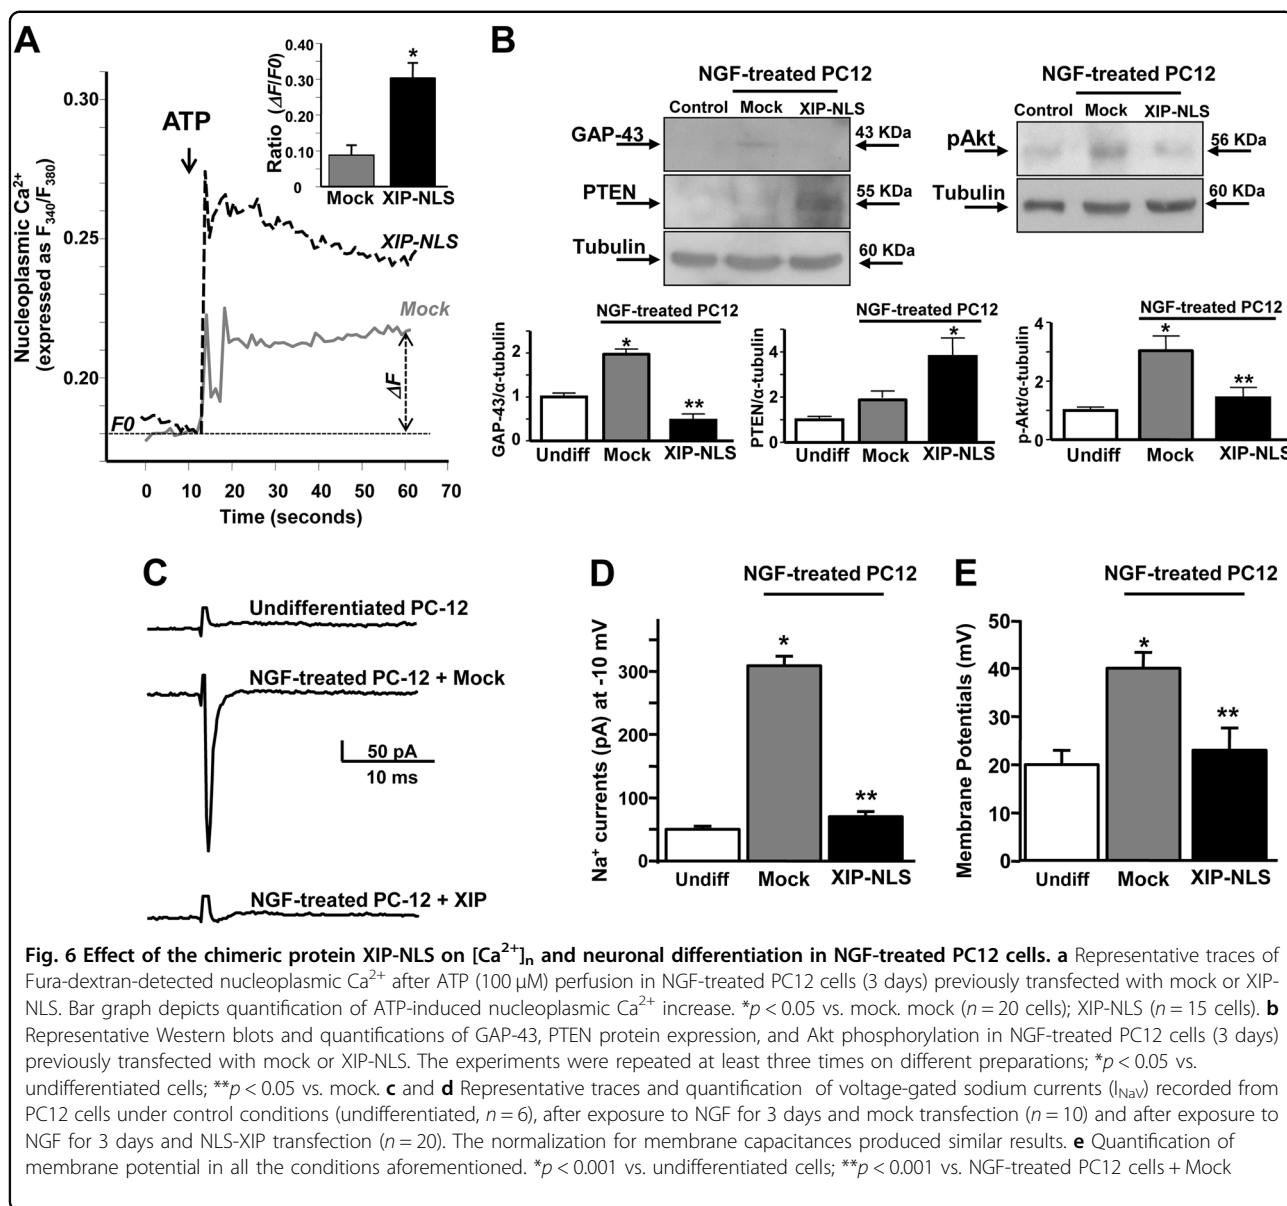 A
Nucleoplasmic Ca²⁺
(expressed as F₃₄₀/F₃₈₀)
0.30
0.25
0.20
ATP
F0
XIP-NLS
Mock
ΔF
0 10 20 30 40 50 60 70
Time (seconds)
Ratio (ΔF/F0)
0.40
0.30
0.20
0.10
0
*
Mock XIP-NLS
B
NGF-treated PC12
Control Mock XIP-NLS
GAP-43 43 KDa
PTEN 55 KDa
Tubulin 60 KDa
NGF-treated PC12
Control Mock XIP-NLS
pAkt 56 KDa
Tubulin 60 KDa
NGF-treated PC12
GAP-43/α-tubulin
2
1
0
*
**
Undiff Mock XIP-NLS
NGF-treated PC12
PTEN/α-tubulin
4
2
0
*
Undiff Mock XIP-NLS
NGF-treated PC12
p-Akt/α-tubulin
4
2
0
*
**
Undiff Mock XIP-NLS
C
Undifferentiated PC-12
NGF-treated PC-12 + Mock
50 pA
10 ms
NGF-treated PC-12 + XIP
D
NGF-treated PC12
Na⁺ currents (pA) at -10 mV
300
200
100
0
*
**
Undiff Mock XIP-NLS
E
NGF-treated PC12
Membrane Potentials (mV)
50
40
30
20
10
0
*
**
Undiff Mock XIP-NLS
Fig. 6 Effect of the chimeric protein XIP-NLS on [Ca²⁺]ₙ and neuronal differentiation in NGF-treated PC12 cells. a Representative traces of
Fura-dextran-detected nucleoplasmic Ca²⁺ after ATP (100 µM) perfusion in NGF-treated PC12 cells (3 days) previously transfected with mock or XIP-
NLS. Bar graph depicts quantification of ATP-induced nucleoplasmic Ca²⁺ increase. *p < 0.05 vs. mock. mock (n = 20 cells); XIP-NLS (n = 15 cells). b
Representative Western blots and quantifications of GAP-43, PTEN protein expression, and Akt phosphorylation in NGF-treated PC12 cells (3 days)
previously transfected with mock or XIP-NLS. The experiments were repeated at least three times on different preparations; *p < 0.05 vs.
undifferentiated cells; **p < 0.05 vs. mock. c and d Representative traces and quantification of voltage-gated sodium currents (I_NaV) recorded from
PC12 cells under control conditions (undifferentiated, n = 6), after exposure to NGF for 3 days and mock transfection (n = 10) and after exposure to
NGF for 3 days and NLS-XIP transfection (n = 20). The normalization for membrane capacitances produced similar results. e Quantification of
membrane potential in all the conditions aforementioned. *p < 0.001 vs. undifferentiated cells; **p < 0.001 vs. NGF-treated PC12 cells + Mock